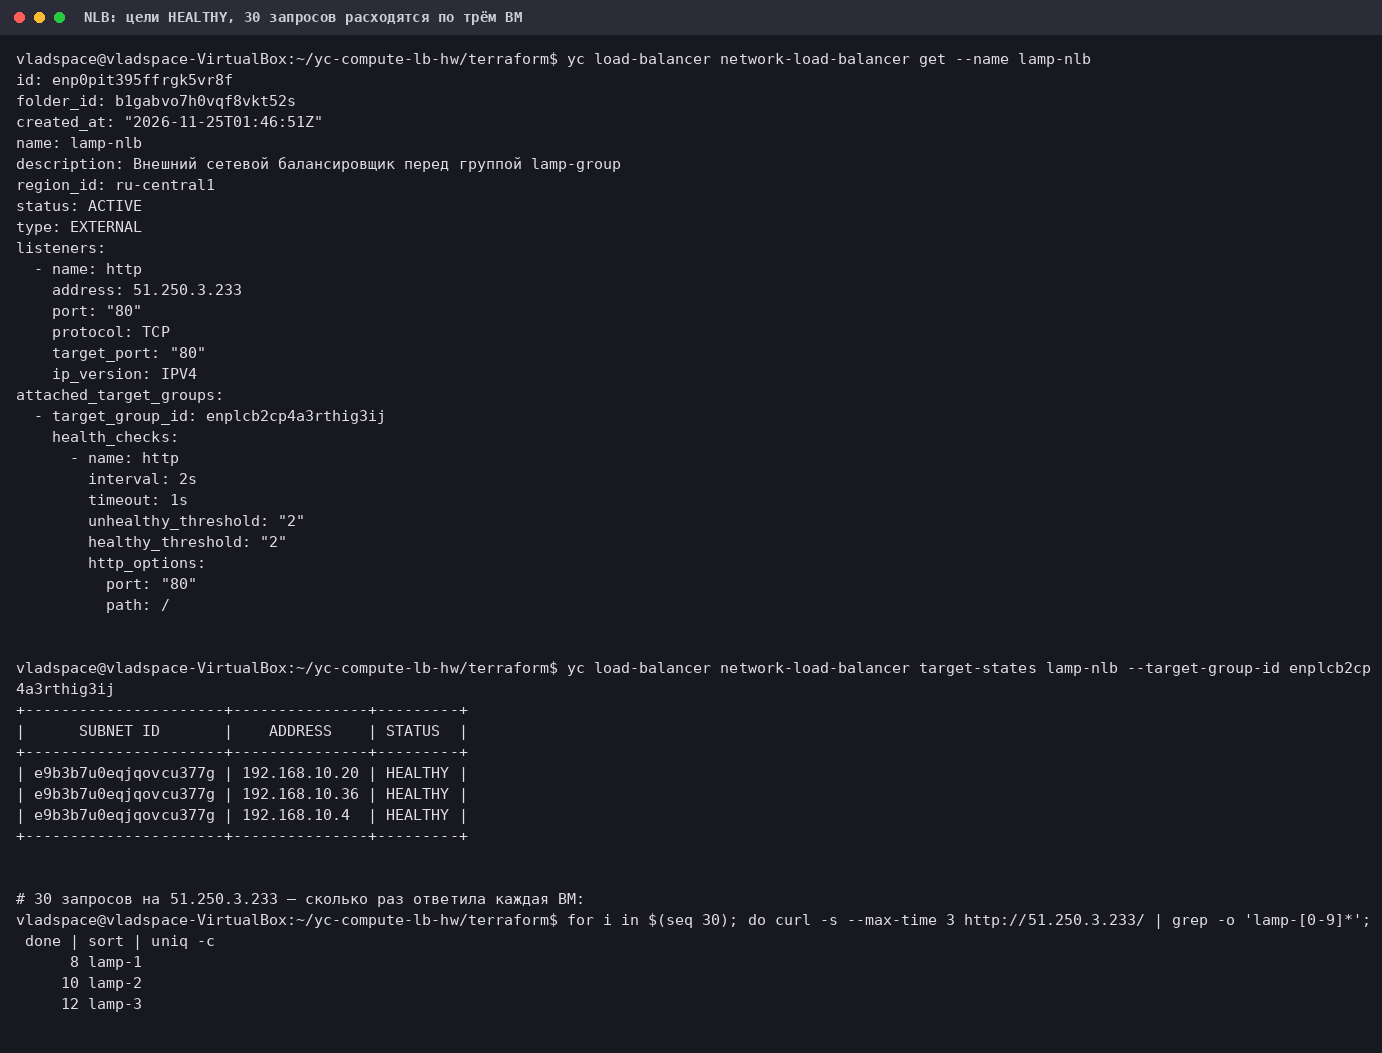 NLB: цели HEALTHY, 30 запросов расходятся по трём ВМ
vladspace@vladspace-VirtualBox:~/yc-compute-lb-hw/terraform$ yc load-balancer network-load-balancer get --name lamp-nlb
id: enp0pit395ffrgk5vr8f
folder_id: b1gabvo7h0vqf8vkt52s
created_at: "2026-11-25T01:46:51Z"
name: lamp-nlb
description: Внешний сетевой балансировщик перед группой lamp-group
region_id: ru-central1
status: ACTIVE
type: EXTERNAL
listeners:
  - name: http
    address: 51.250.3.233
    port: "80"
    protocol: TCP
    target_port: "80"
    ip_version: IPV4
attached_target_groups:
  - target_group_id: enplcb2cp4a3rthig3ij
    health_checks:
      - name: http
        interval: 2s
        timeout: 1s
        unhealthy_threshold: "2"
        healthy_threshold: "2"
        http_options:
          port: "80"
          path: /
vladspace@vladspace-VirtualBox:~/yc-compute-lb-hw/terraform$ yc load-balancer network-load-balancer target-states lamp-nlb --target-group-id enplcb2cp
4a3rthig3ij
+----------------------+---------------+---------+
|      SUBNET ID       |    ADDRESS    | STATUS  |
+----------------------+---------------+---------+
| e9b3b7u0eqjqovcu377g | 192.168.10.20 | HEALTHY |
| e9b3b7u0eqjqovcu377g | 192.168.10.36 | HEALTHY |
| e9b3b7u0eqjqovcu377g | 192.168.10.4  | HEALTHY |
+----------------------+---------------+---------+
# 30 запросов на 51.250.3.233 — сколько раз ответила каждая ВМ:
vladspace@vladspace-VirtualBox:~/yc-compute-lb-hw/terraform$ for i in $(seq 30); do curl -s --max-time 3 http://51.250.3.233/ | grep -o 'lamp-[0-9]*';
 done | sort | uniq -c
      8 lamp-1
     10 lamp-2
     12 lamp-3